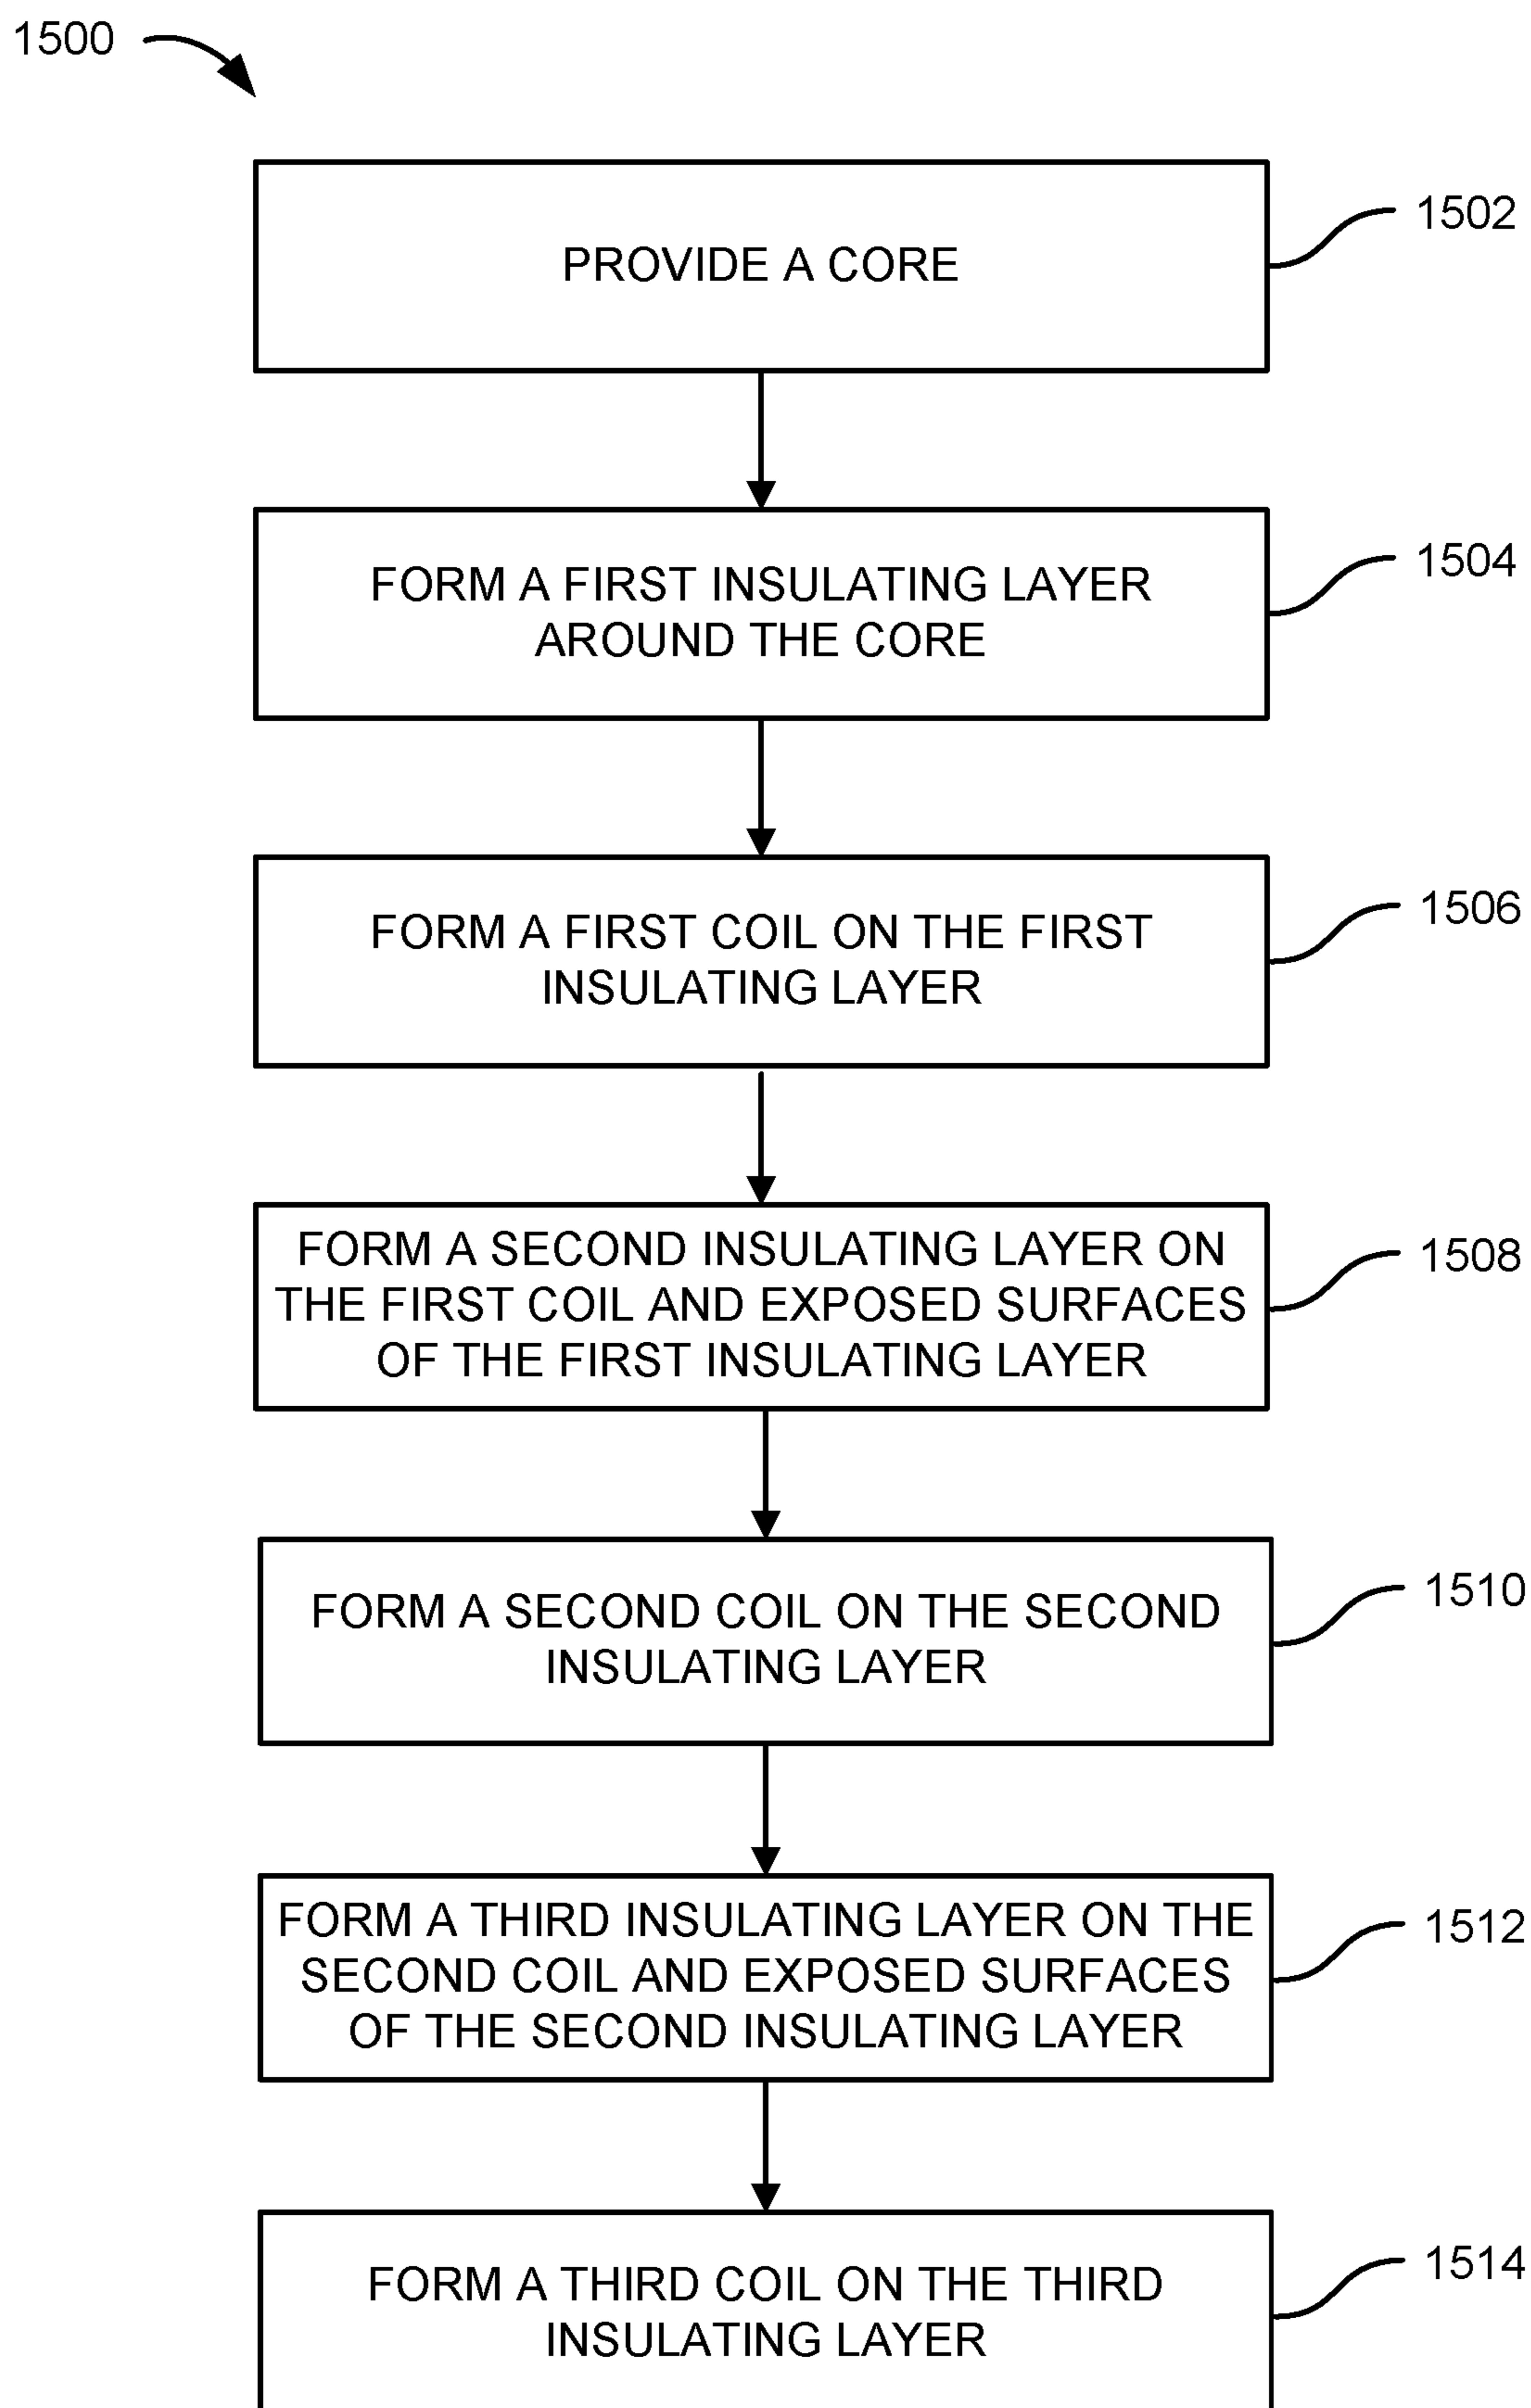 1500
PROVIDE A CORE
1502
FORM A FIRST INSULATING LAYER
AROUND THE CORE
1504
FORM A FIRST COIL ON THE FIRST
INSULATING LAYER
1506
FORM A SECOND INSULATING LAYER ON
THE FIRST COIL AND EXPOSED SURFACES
OF THE FIRST INSULATING LAYER
1508
FORM A SECOND COIL ON THE SECOND
INSULATING LAYER
1510
FORM A THIRD INSULATING LAYER ON THE
SECOND COIL AND EXPOSED SURFACES
OF THE SECOND INSULATING LAYER
1512
FORM A THIRD COIL ON THE THIRD
INSULATING LAYER
1514